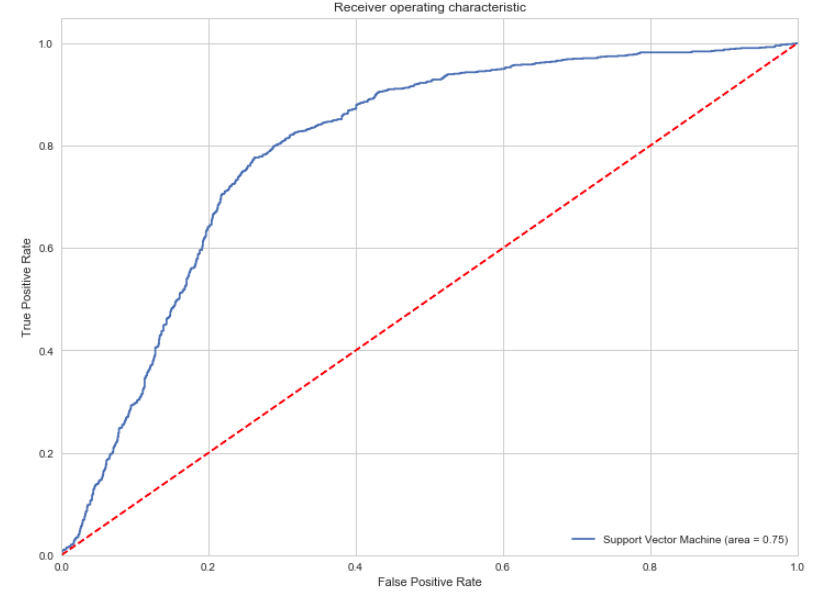 Receiver operating characteristic
1.0
0.8
0.6
0.4
0.2
0.0
True Positive Rate
Support Vector Machine (area = 0.75)
0.0 0.2 0.4 0.6 0.8 1.0
False Positive Rate